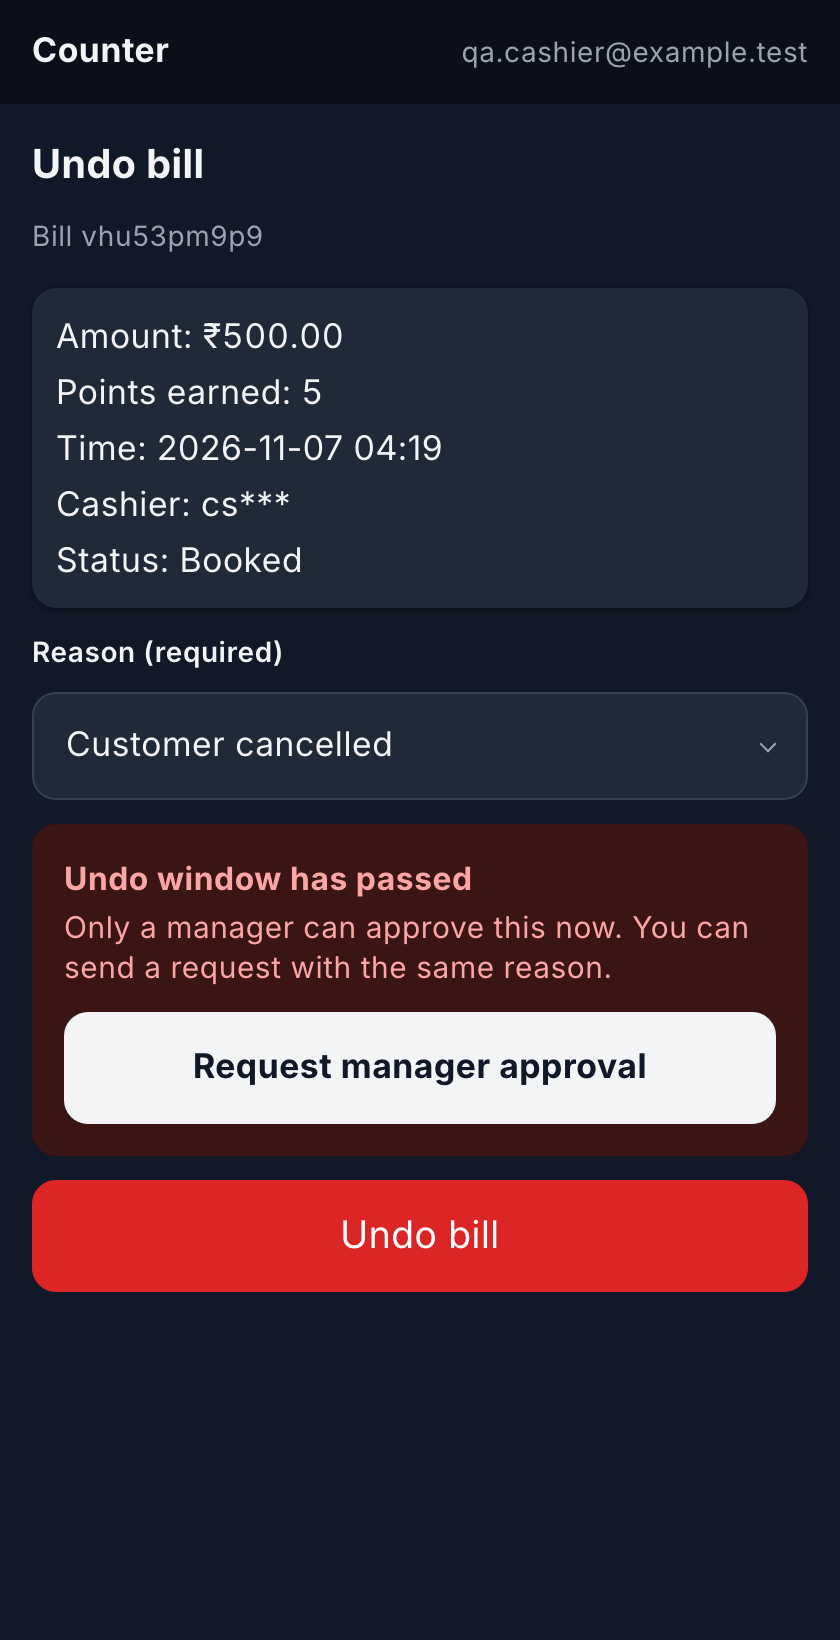 Counter
qa.cashier@example.test
Undo bill
Bill vhu53pm9p9
Amount: ₹500.00
Points earned: 5
Time: 2026-11-07 04:19
Cashier: cs***
Status: Booked
Reason (required)
Customer cancelled
Undo window has passed
Only a manager can approve this now. You can
send a request with the same reason.
Request manager approval
Undo bill